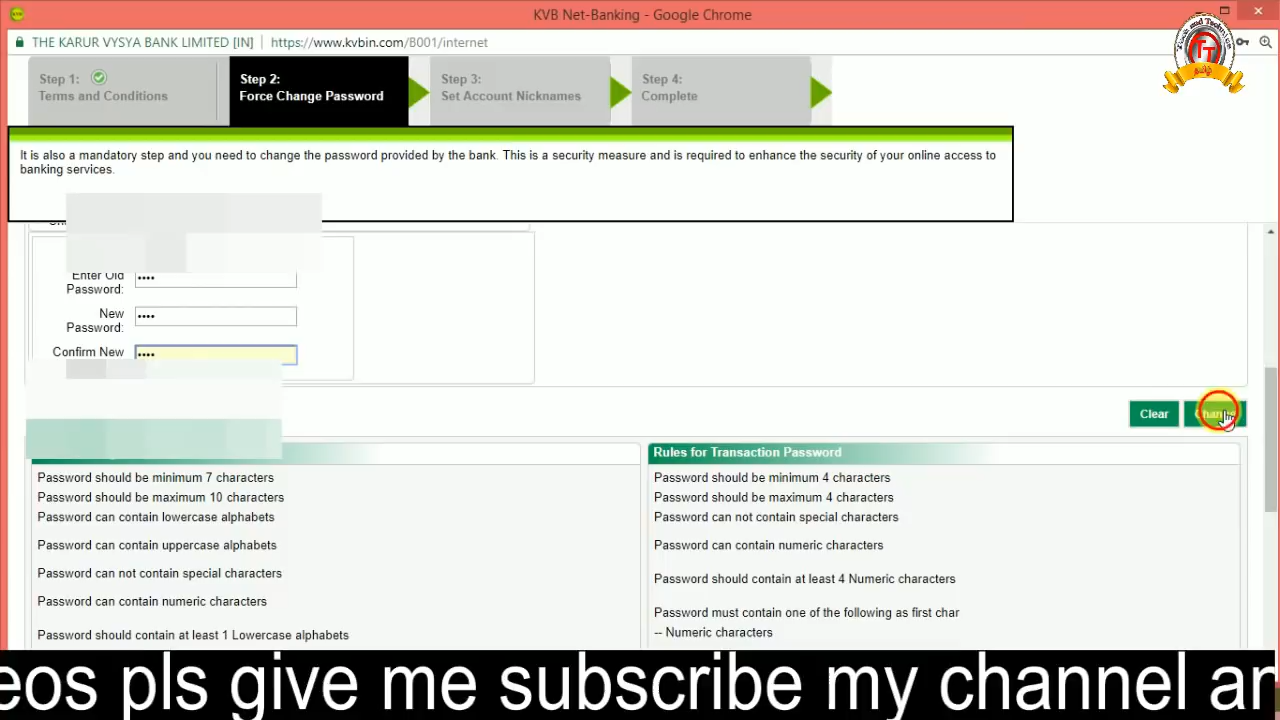 KVB Net-Banking - Google Chrome
THE KARUR VYSYA BANK LIMITED [IN] https://www.kvbin.com/B001/internet
Step 1:
Terms and Conditions
Step 2:
Force Change Password
Step 3:
Set Account Nicknames
Step 4:
Complete
TT
தமிழ்
It is also a mandatory step and you need to change the password provided by the bank. This is a security measure and is required to enhance the security of your online access to
banking services.
Enter Old
Password:
••••
New
Password:
••••
Confirm New
••••
Clear
Rules for Transaction Password
Password should be minimum 7 characters
Password should be maximum 10 characters
Password can contain lowercase alphabets
Password can contain uppercase alphabets
Password can not contain special characters
Password can contain numeric characters
Password should contain at least 1 Lowercase alphabets
Password should be minimum 4 characters
Password should be maximum 4 characters
Password can not contain special characters
Password can contain numeric characters
Password should contain at least 4 Numeric characters
Password must contain one of the following as first char
-- Numeric characters
eos pls give me subscribe my channel an